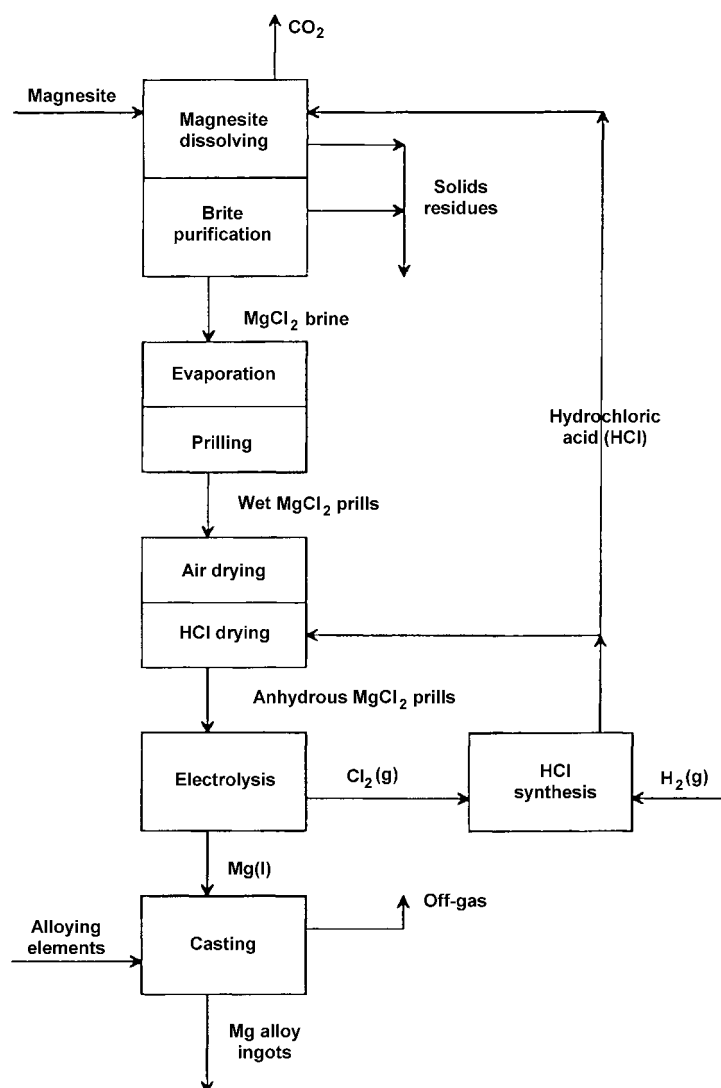 CO2
Magnesite
Magnesite
dissolving
Solids
residues
Brite
purification
MgCl2 brine
Evaporation
Hydrochloric
acid (HCl)
Prilling
Wet MgCl2 prills
Air drying
HCl drying
Anhydrous MgCl2 prills
Electrolysis
Cl2(g)
HCl
synthesis
H2(g)
Mg(l)
Off-gas
Alloying
elements
Casting
Mg alloy
ingots